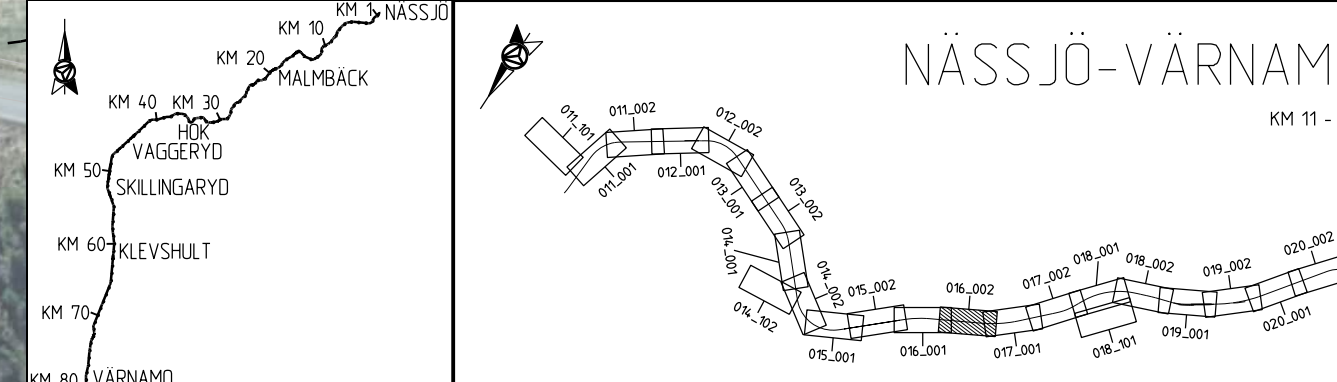 KM 1
NÄSSJÖ
KM 10
KM 20
MALMBÄCK
KM 40
KM 30
HOK
VAGGERYD
KM 50
SKILLINGARYD
KM 60
KLEVSHULT
KM 70
KM 80
VÄRNAMO
NÄSSJÖ-VÄRNAM
KM 11 -
011_101
011_002
012_002
011_001
012_001
013_001
013_002
014_001
014_002
014_102
015_002
015_001
016_002
016_001
017_002
017_001
018_001
018_002
018_101
019_002
019_001
020_002
020_001